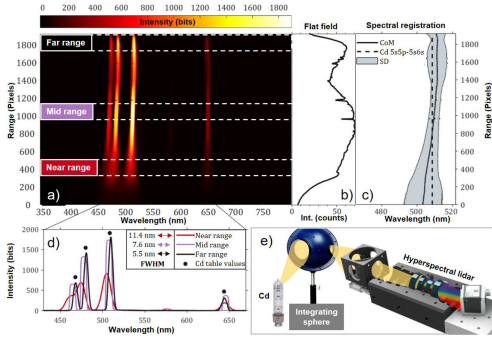 Intensity (bits)
0 200 400 600 800 1000 1200 1400 1600 1800
Flat field
Spectral registration
Range (Pixels)
1800
1600
1400
1200
1000
800
600
400
200
0
Far range
Mid range
Near range
a)
350 400 450 500 550 600 650 700 750
Wavelength (nm)
b)
0 50
Int. (counts)
CoM
Cd 5s5p-5s6s
SD
c)
480 500 520
Wavelength (nm)
1800
1600
1400
1200
1000
800
600
400
200
0
Range (Pixels)
d)
Intensity (bits)
2000
1500
1000
500
0
11.4 nm
7.6 nm
5.5 nm
FWHM
Near range
Mid range
Far range
Cd table values
450 500 550 600 650
Wavelength (nm)
e)
Cd
Integrating
sphere
Hyperspectral lidar